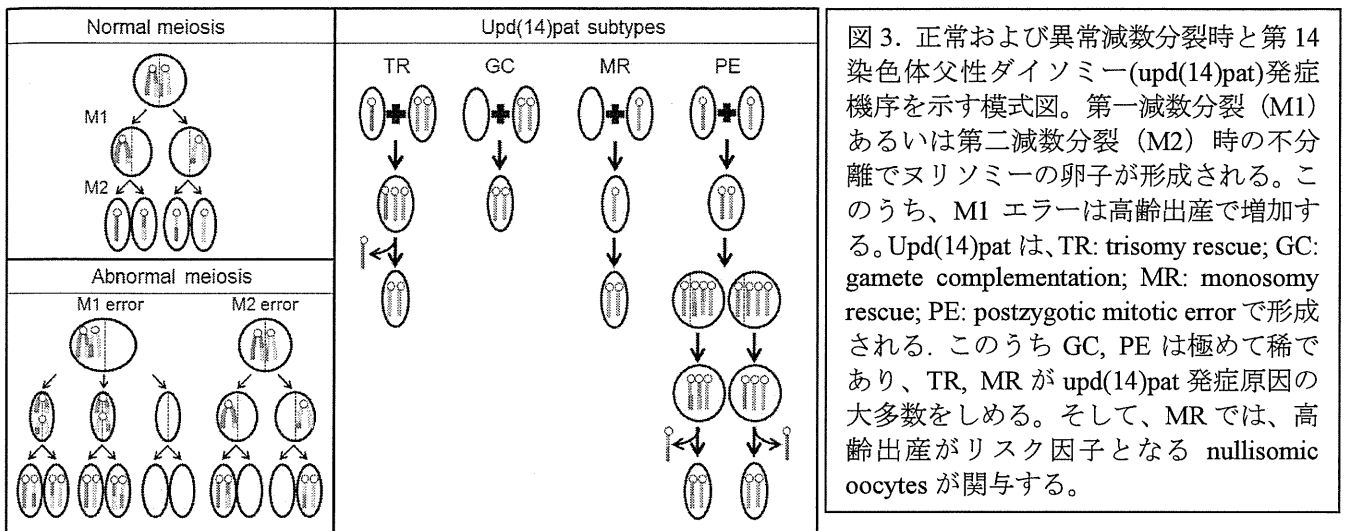 Normal meiosis
M1
M2
Abnormal meiosis
M1 error
M2 error
Upd(14)pat subtypes
TR
GC
MR
PE
図 3. 正常および異常減数分裂時と第 14
染色体父性ダイソミー(upd(14)pat)発症
機序を示す模式図。第一減数分裂（M1）
あるいは第二減数分裂（M2）時の不分
離でヌリソミーの卵子が形成される。こ
のうち、M1 エラーは高齢出産で増加す
る。Upd(14)pat は、TR: trisomy rescue; GC:
gamete complementation; MR: monosomy
rescue; PE: postzygotic mitotic error で形成
される. このうち GC, PE は極めて稀で
あり、TR, MR が upd(14)pat 発症原因の
大多数をしめる。そして、MR では、高
齢出産がリスク因子となる nullisomic
oocytes が関与する。